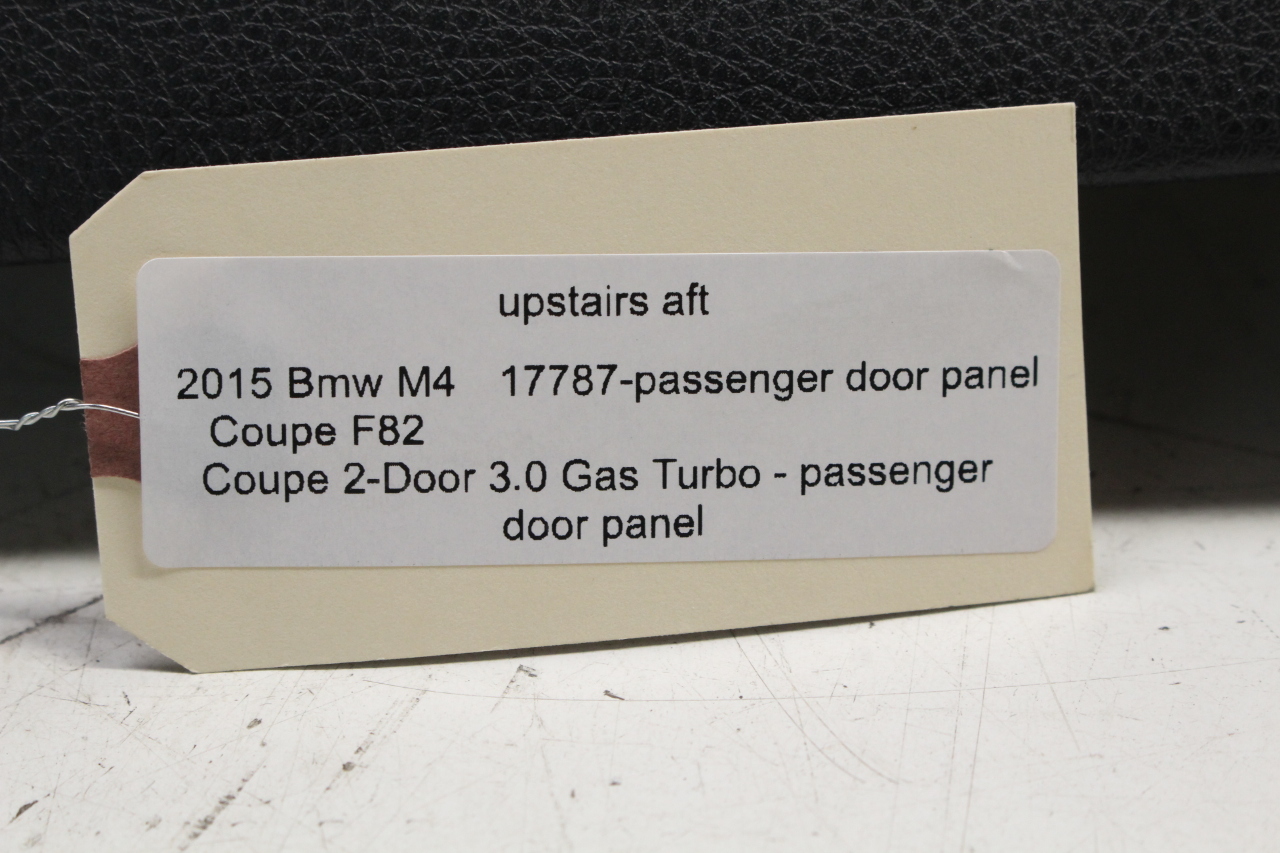 upstairs aft
2015 Bmw M4 17787-passenger door panel
Coupe F82
Coupe 2-Door 3.0 Gas Turbo - passenger
door panel